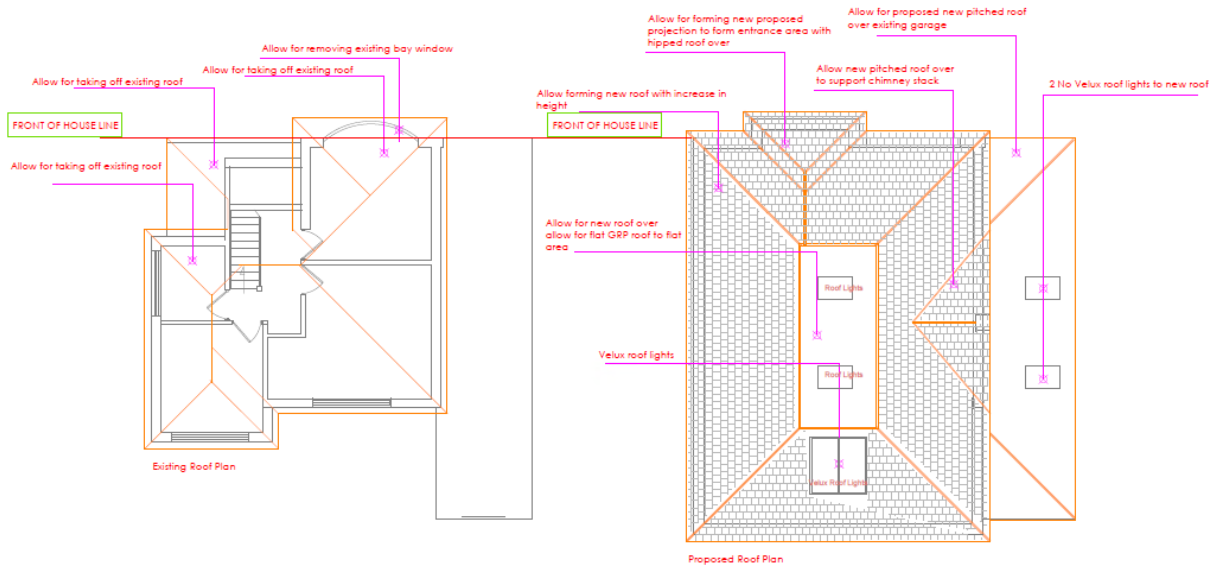 Allow for removing existing bay window
Allow for taking off existing roof
Allow for taking off existing roof
FRONT OF HOUSE LINE
Allow for taking off existing roof
Existing Roof Plan
Allow for forming new proposed
projection to form entrance area with
hipped roof over
Allow for proposed new pitched roof
over existing garage
Allow new pitched roof over
to support chimney stack
2 No Velux roof lights to new roof
Allow forming new roof with increase in
height
FRONT OF HOUSE LINE
Allow for new roof over
allow for flat GRP roof to flat
area
Roof Lights
Velux roof lights
Roof Lights
Velux Roof Lights
Proposed Roof Plan